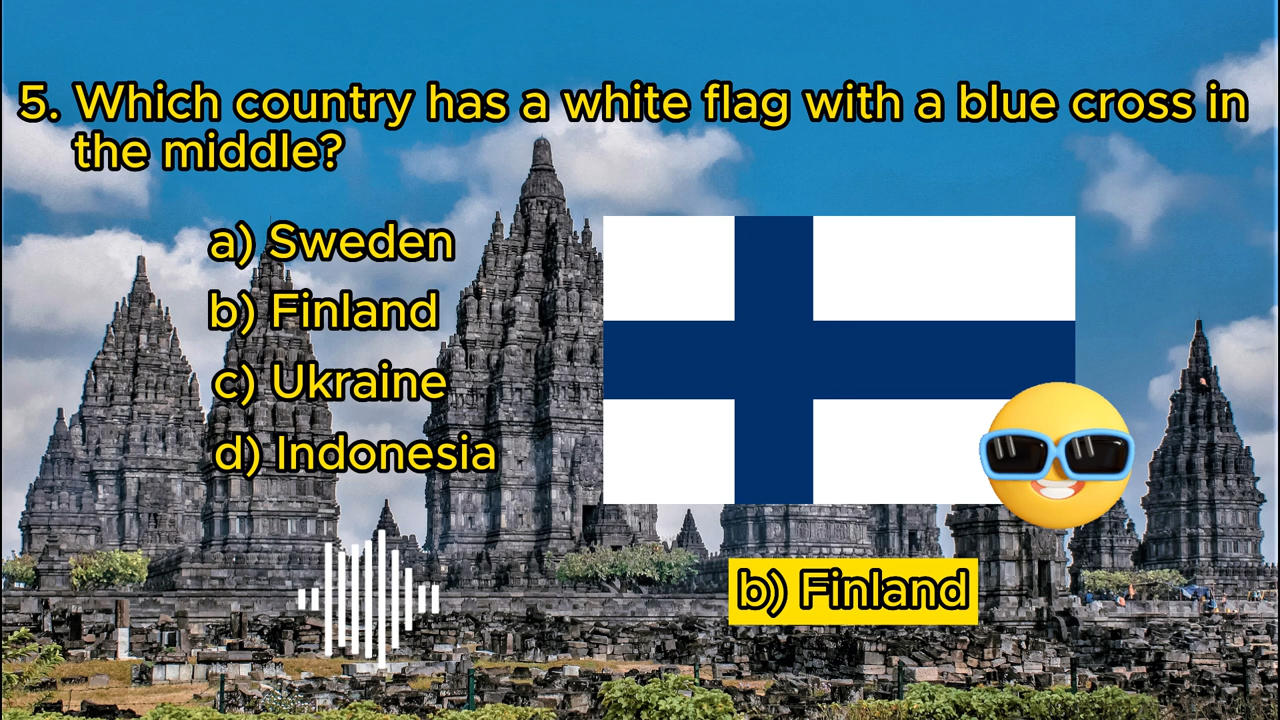 5. Which country has a white flag with a blue cross in
the middle?
a) Sweden
b) Finland
c) Ukraine
d) Indonesia
b) Finland